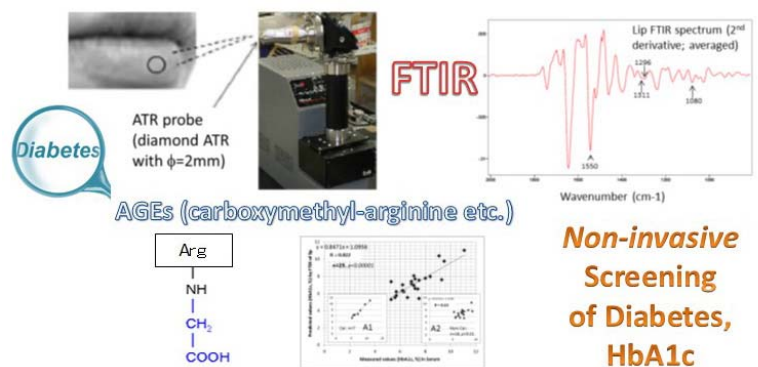 Diabetes
ATR probe
(diamond ATR
with ϕ=2mm)
FTIR
Lip FTIR spectrum (2nd
derivative; averaged)
1296
1311
1080
1550
Wavenumber (cm-1)
AGEs (carboxymethyl-arginine etc.)
Arg
NH
CH2
COOH
A1
A2
Non-invasive
Screening
of Diabetes,
HbA1c